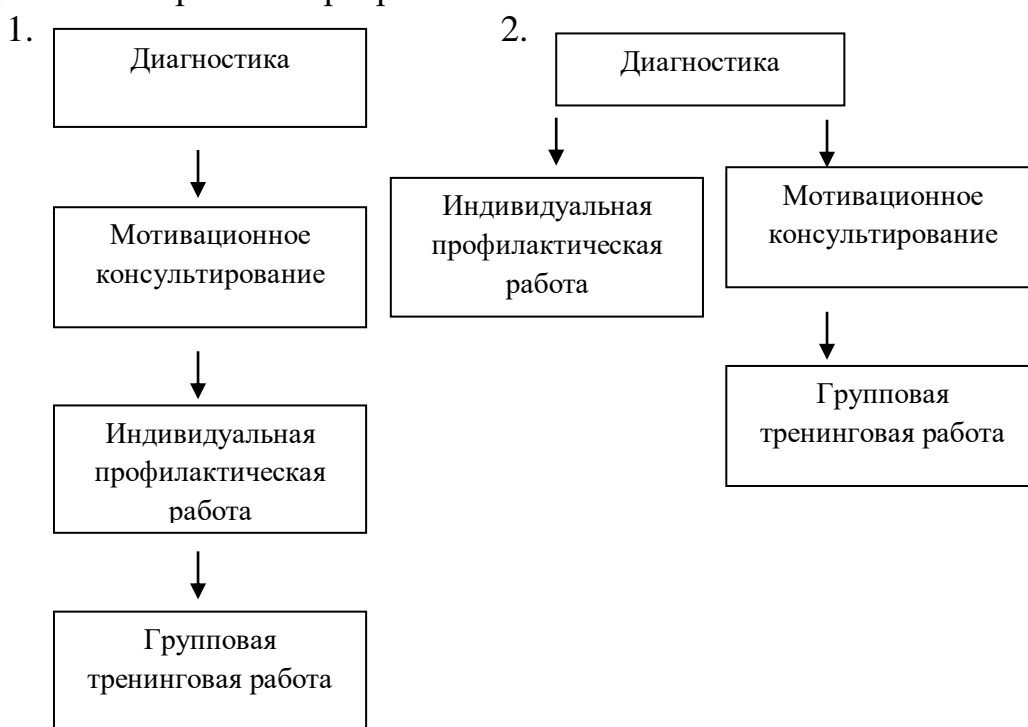 1.
Диагностика
Мотивационное
консультирование
Индивидуальная
профилактическая
работа
Групповая
тренинговая работа
2.
Диагностика
Индивидуальная
профилактическая
работа
Мотивационное
консультирование
Групповая
тренинговая работа